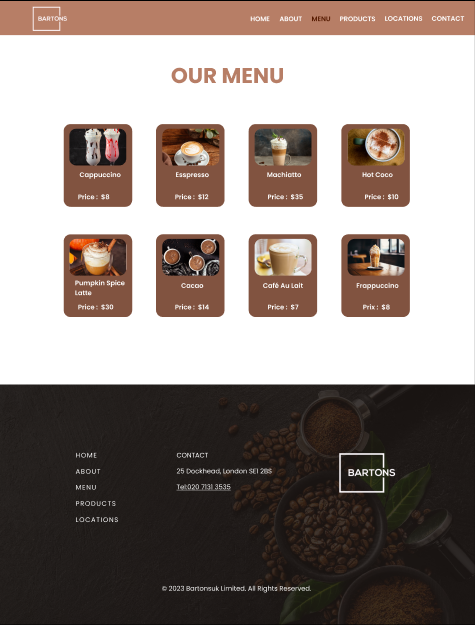 BARTONS
HOME ABOUT MENU PRODUCTS LOCATIONS CONTACT
OUR MENU
Cappuccino
Price : $8
Esspresso
Price : $12
Machiatto
Price : $35
Hot Coco
Price : $10
Pumpkin Spice
Latte
Price : $30
Cacao
Price : $14
Café Au Lait
Price : $7
Frappuccino
Prix : $8
HOME
ABOUT
MENU
PRODUCTS
LOCATIONS
CONTACT
25 Dockhead, London SE1 2BS
Tel:020 7131 3535
BARTONS
© 2023 Bartonsuk Limited. All Rights Reserved.